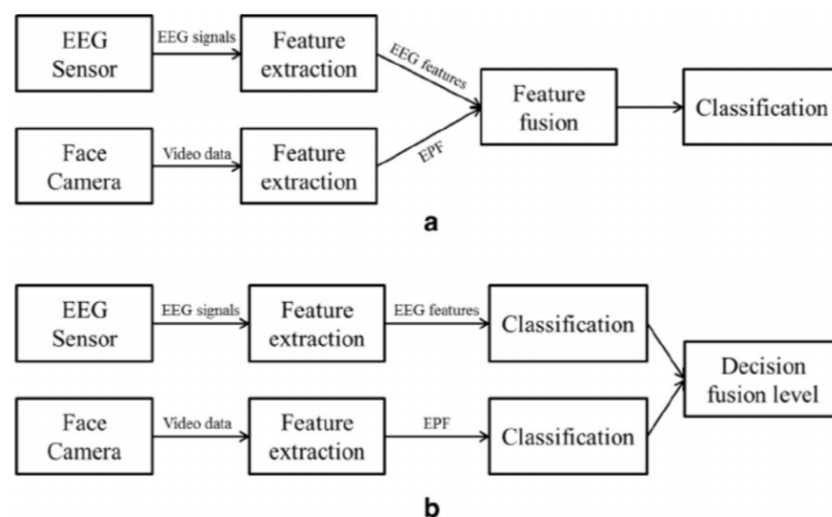 EEG
Sensor
EEG signals
Feature
extraction
EEG features
Feature
fusion
Classification
Face
Camera
Video data
Feature
extraction
EPF
a
EEG
Sensor
EEG signals
Feature
extraction
EEG features
Classification
Decision
fusion level
Face
Camera
Video data
Feature
extraction
EPF
Classification
b